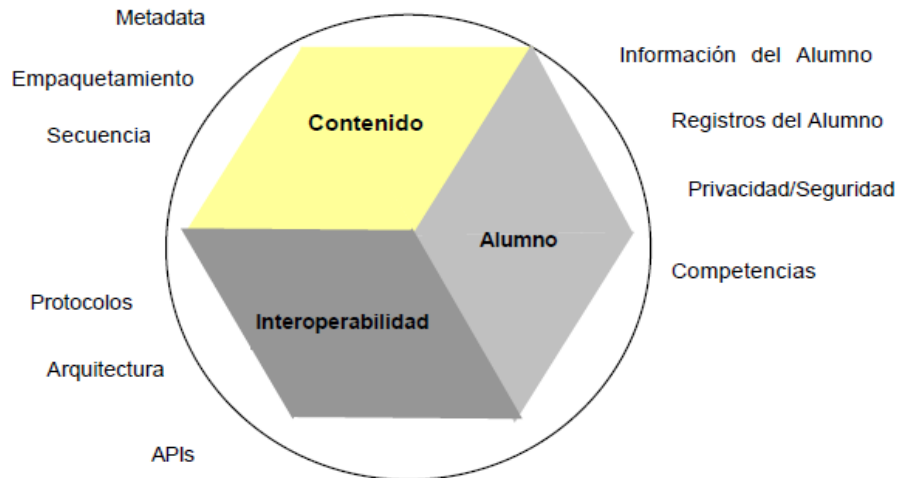 Metadata
Empaquetamiento
Secuencia
Contenido
Información del Alumno
Registros del Alumno
Privacidad/Seguridad
Competencias
Alumno
Interoperabilidad
Protocolos
Arquitectura
APIs